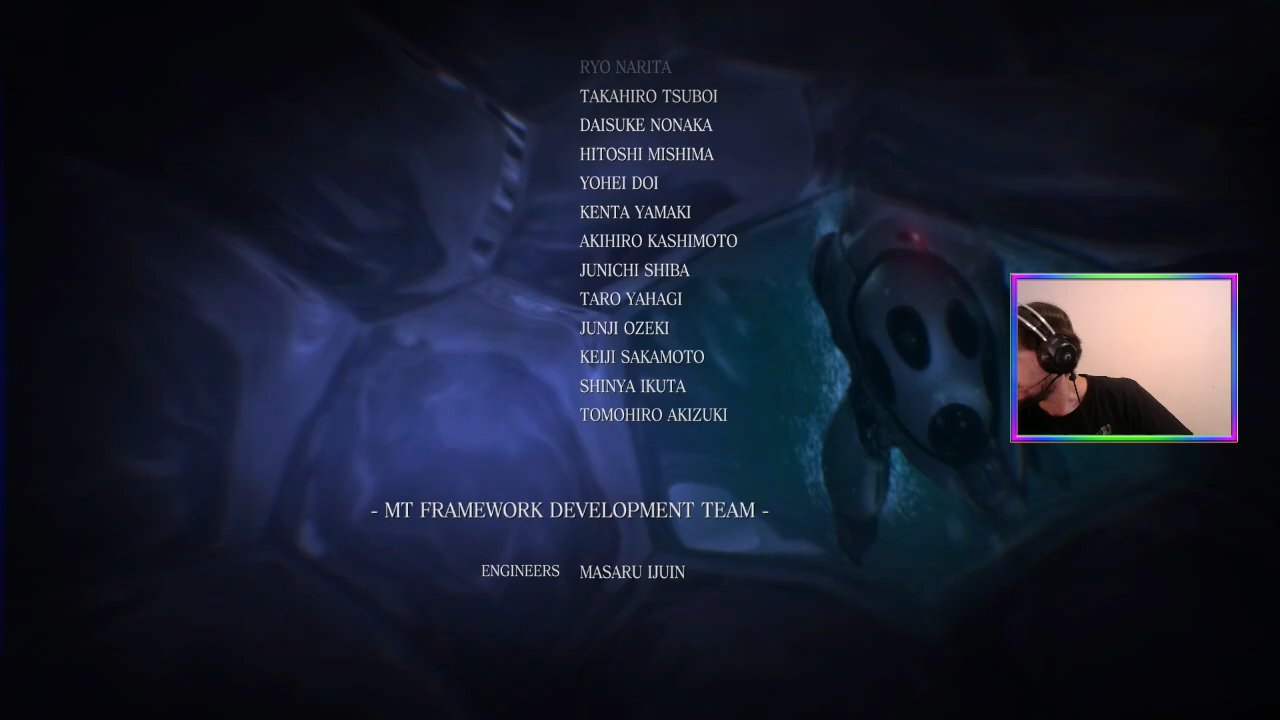 RYO NARITA
TAKAHIRO TSUBOI
DAISUKE NONAKA
HITOSHI MISHIMA
YOHEI DOI
KENTA YAMAKI
AKIHIRO KASHIMOTO
JUNICHI SHIBA
TARO YAHAGI
JUNJI OZEKI
KEIJI SAKAMOTO
SHINYA IKUTA
TOMOHIRO AKIZUKI
- MT FRAMEWORK DEVELOPMENT TEAM -
ENGINEERS MASARU IJUIN